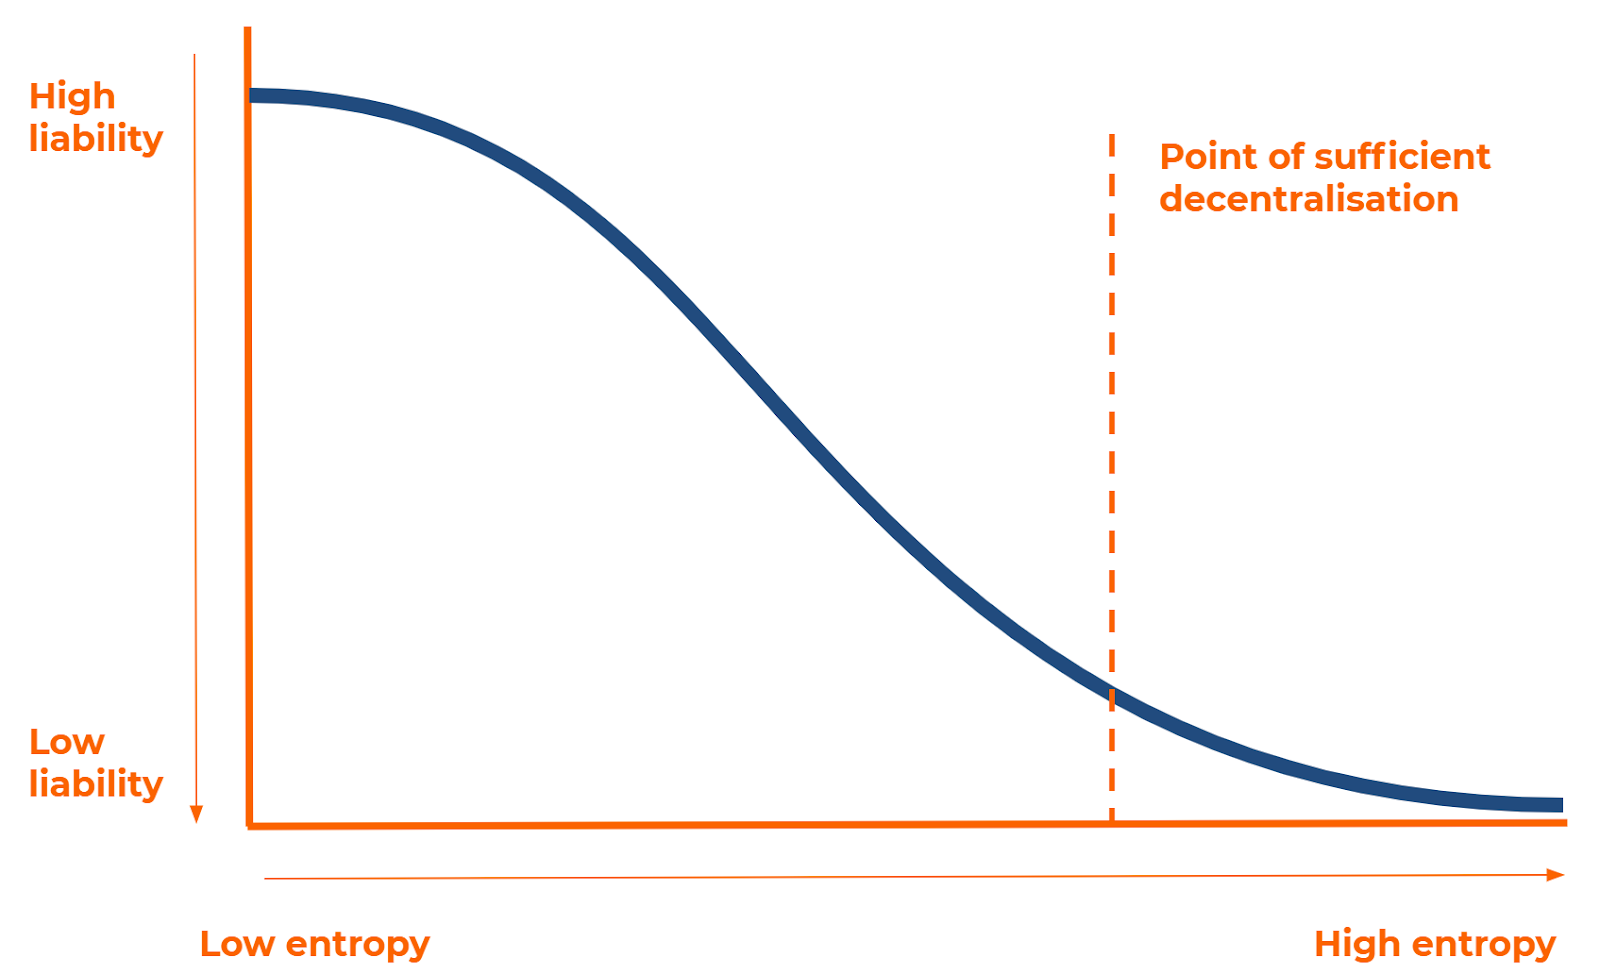 High
liability
Point of sufficient
decentralisation
Low
liability
Low entropy
High entropy